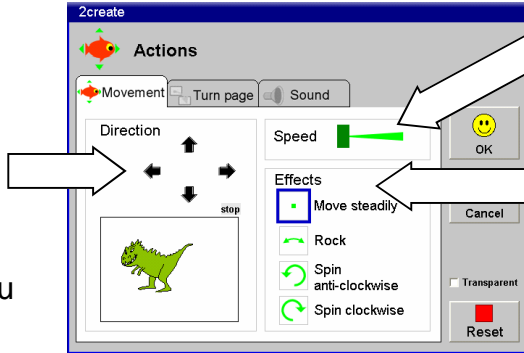 2create
Actions
Movement
Turn page
Sound
Direction
Speed
OK
stop
Effects
Move steadily
Cancel
Rock
Spin
anti-clockwise
Transparent
Spin clockwise
Reset
u